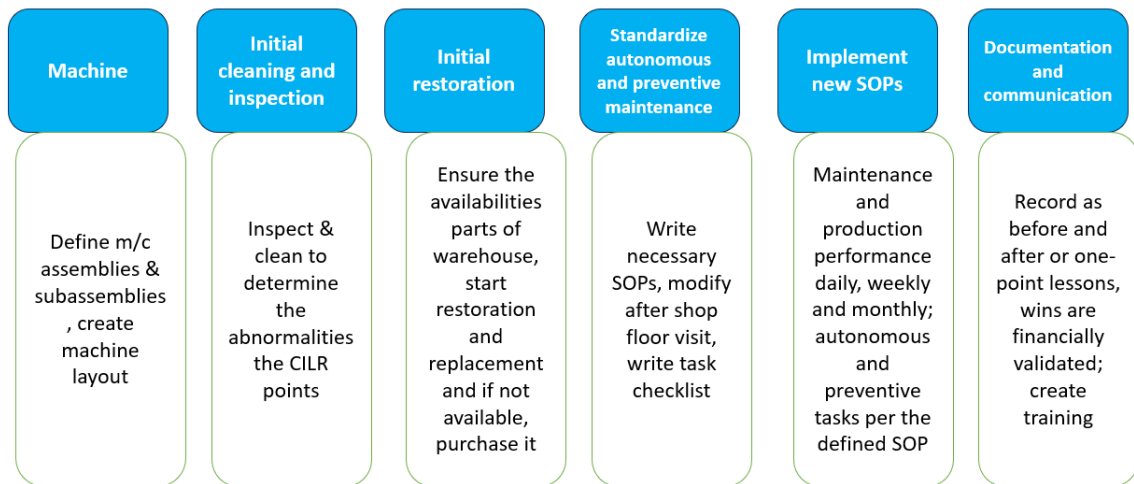 Machine
Define m/c
assemblies &
subassemblies
, create
machine
layout
Initial
cleaning and
inspection
Inspect &
clean to
determine
the
abnormalities
the CILR
points
Initial
restoration
Ensure the
availabilities
parts of
warehouse,
start
restoration
and
replacement
and if not
available,
purchase it
Standardize
autonomous
and preventive
maintenance
Write
necessary
SOPs, modify
after shop
floor visit,
write task
checklist
Implement
new SOPs
Maintenance
and
production
performance
daily, weekly
and monthly;
autonomous
and
preventive
tasks per the
defined SOP
Documentation
and
communication
Record as
before and
after or one-
point lessons,
wins are
financially
validated;
create
training